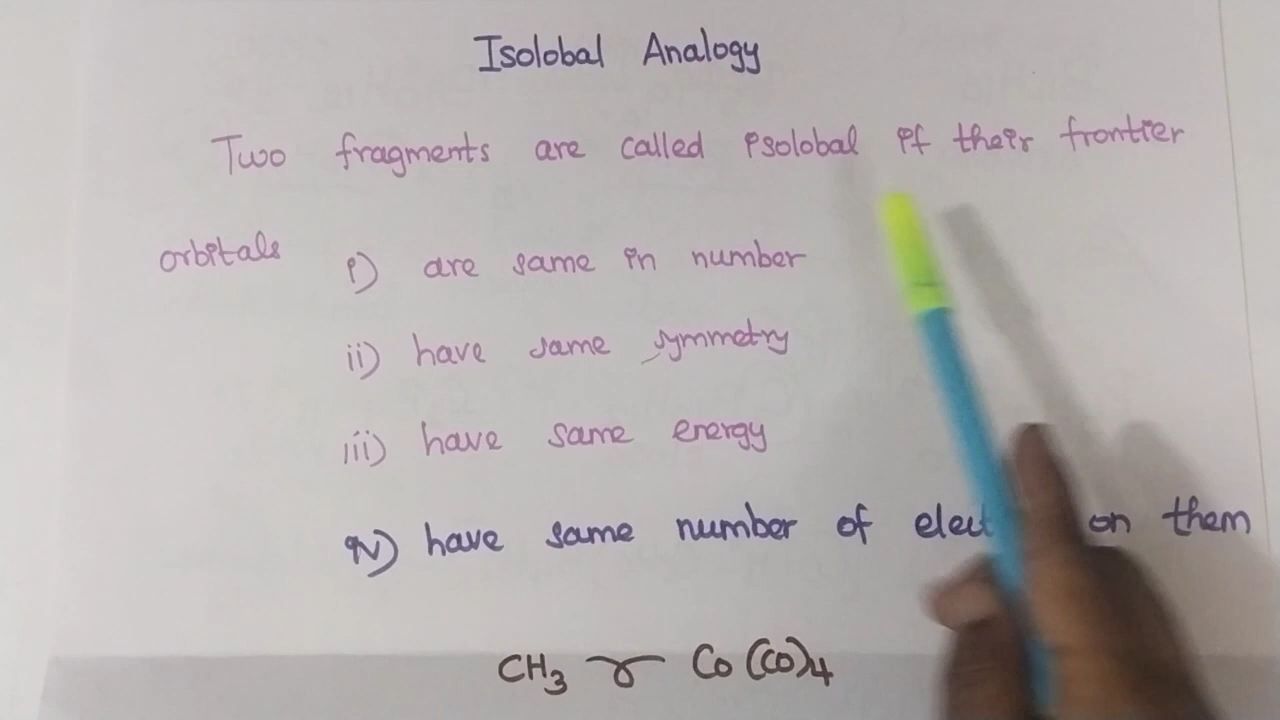 Isolobal Analogy
Two fragments are called isolobal if their frontier
orbitals i) are same in number
ii) have same symmetry
iii) have same energy
iv) have same number of on them
CH3 Co(CO)4